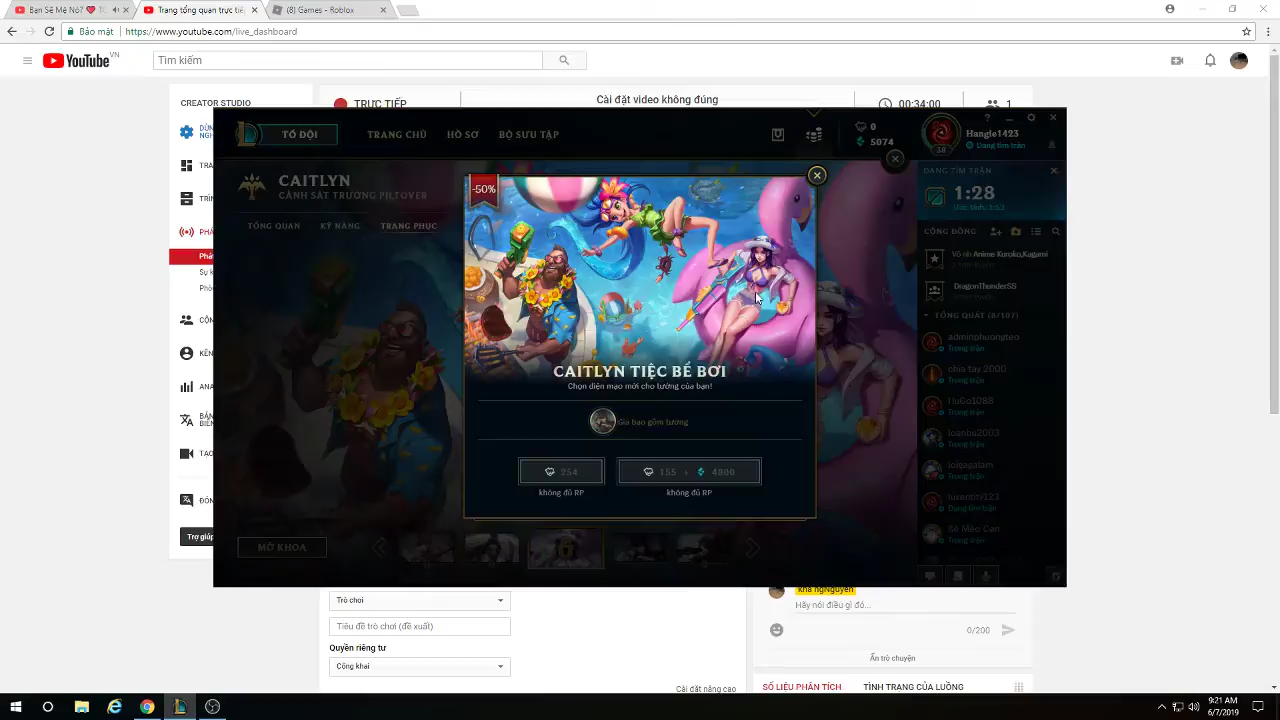 Bạn Sẽ Mê Nó? ❤️ T
Trang tổng quan trực tiế
(8) Games - Roblox
Bảo mật
https://www.youtube.com/live_dashboard
YouTube VN
Tìm kiếm
CREATOR STUDIO
TRỰC TIẾP
Cài đặt video không đúng
00:34:00
1
TỔ ĐỘI
TRANG CHỦ
HỒ SƠ
BỘ SƯU TẬP
0
5074
Hangle1423
Đang tìm trận
38
CAITLYN
CẢNH SÁT TRƯỞNG PILTOVER
TỔNG QUAN
KỸ NĂNG
TRANG PHỤC
-50%
CAITLYN TIỆC BỂ BƠI
Chọn diện mạo mới cho tướng của bạn!
Giá bao gồm tướng
254
155 + 4800
không đủ RP
không đủ RP
MỞ KHÓA
ĐANG TÌM TRẬN
1:28
CỘNG ĐỒNG
Anime Kuroko,Kagami
DragonThunderSS
TỔNG QUÁT (8/107)
adminphuongteo
Trong trận
chia tay 2000
Trong trận
HuGo1088
Trong trận
loanbu2003
Trong trận
Trong trận
Đang tìm trận
Bé Mèo Con
Trong trận
Trợ giúp
Trò chơi
Tiêu đề trò chơi (đề xuất)
Quyền riêng tư
Công khai
Cài đặt nâng cao
kha ngNguyen
Hãy nói điều gì đó...
0/200
Ẩn trò chuyện
SỐ LIỆU PHÂN TÍCH
TÌNH TRẠNG CỦA LUỒNG
9:21 AM
6/7/2019